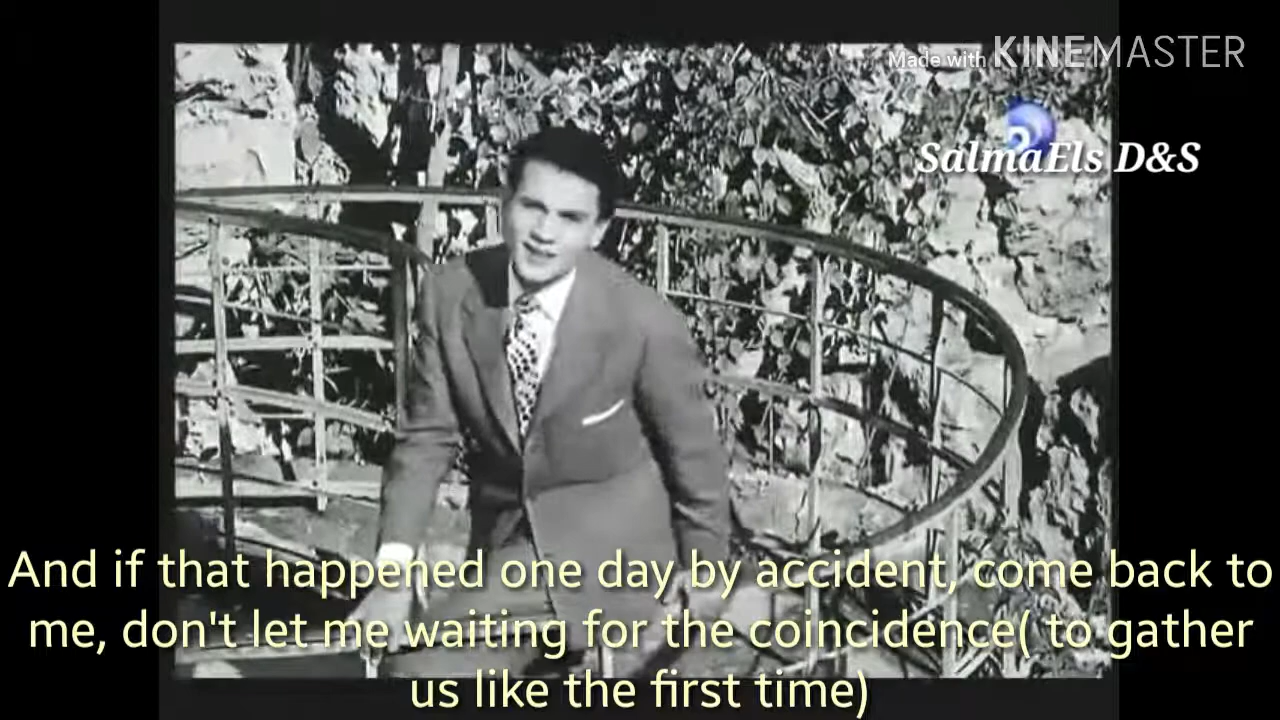 Made with KINEMASTER
SalmaEls D&S
And if that happened one day by accident, come back to
me, don't let me waiting for the coincidence( to gather
us like the first time)